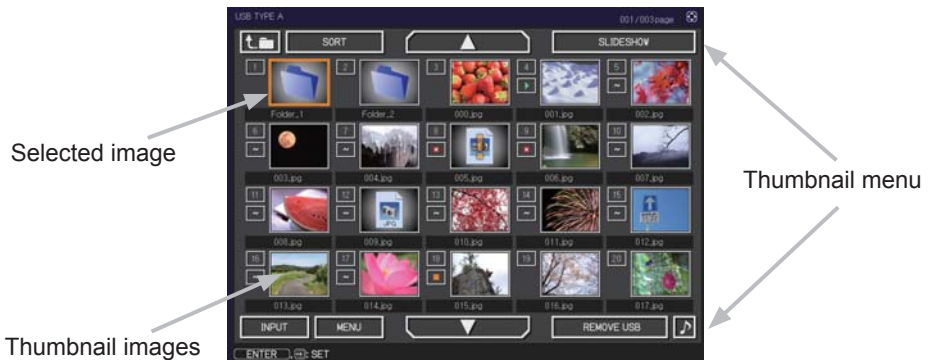 USB TYPE A 001/003page
SORT SLIDESHOW
1 2 3 4 5
Folder_1 Folder_2 000.jpg 001.jpg 002.jpg
6 7 8 9 10
003.jpg 004.jpg 005.jpg 006.jpg 007.jpg
11 12 13 14 15
JPG
008.jpg 009.jpg 010.jpg 011.jpg 012.jpg
16 17 18 19 20
013.jpg 014.jpg 015.jpg 016.jpg 017.jpg
INPUT MENU REMOVE USB
ENTER , : SET
Selected image
Thumbnail menu
Thumbnail images